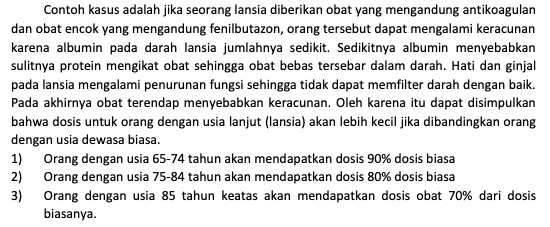 Contoh kasus adalah jika seorang lansia diberikan obat yang mengandung antikoagulan
dan obat encok yang mengandung fenilbutazon, orang tersebut dapat mengalami keracunan
karena albumin pada darah lansia jumlahnya sedikit. Sedikitnya albumin menyebabkan
sulitnya protein mengikat obat sehingga obat bebas tersebar dalam darah. Hati dan ginjal
pada lansia mengalami penurunan fungsi sehingga tidak dapat memfilter darah dengan baik.
Pada akhirnya obat terendap menyebabkan keracunan. Oleh karena itu dapat disimpulkan
bahwa dosis untuk orang dengan usia lanjut (lansia) akan lebih kecil jika dibandingkan orang
dengan usia dewasa biasa.
1) Orang dengan usia 65-74 tahun akan mendapatkan dosis 90% dosis biasa
2) Orang dengan usia 75-84 tahun akan mendapatkan dosis 80% dosis biasa
3) Orang dengan usia 85 tahun keatas akan mendapatkan dosis obat 70% dari dosis
biasanya.